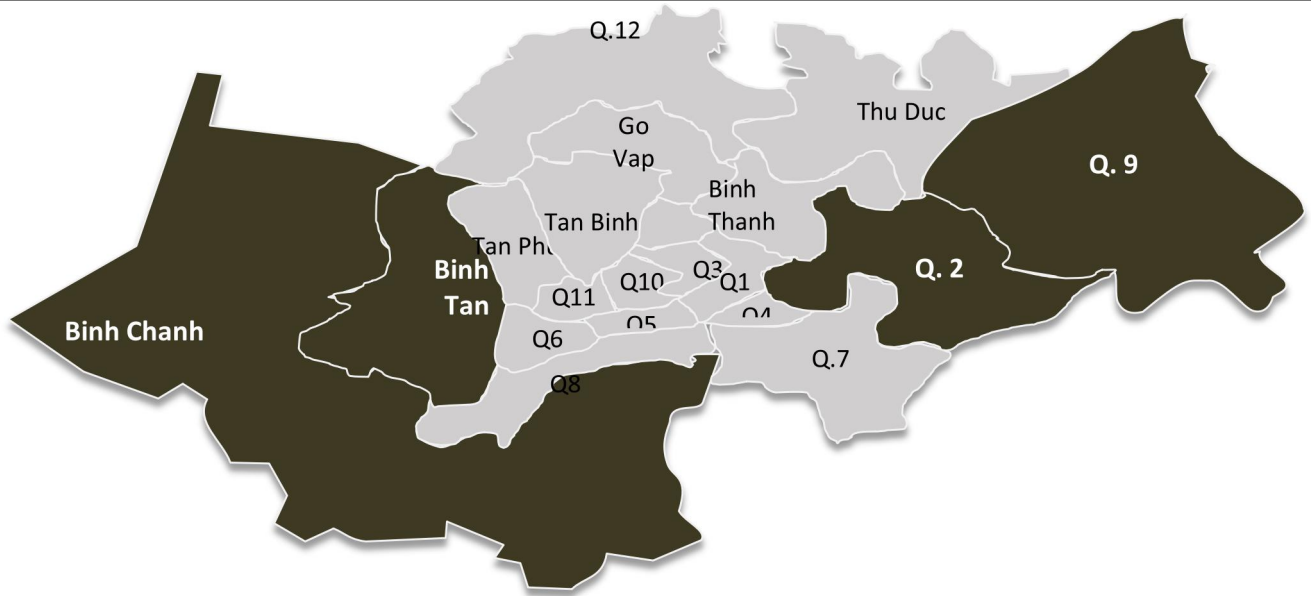 Q.12
Thu Duc
Go
Vap
Q. 9
Binh
Thanh
Tan Binh
Tan Phu
Binh
Tan
Q. 2
Q3
Q10
Q1
Q11
Q4
Q5
Binh Chanh
Q6
Q.7
Q8